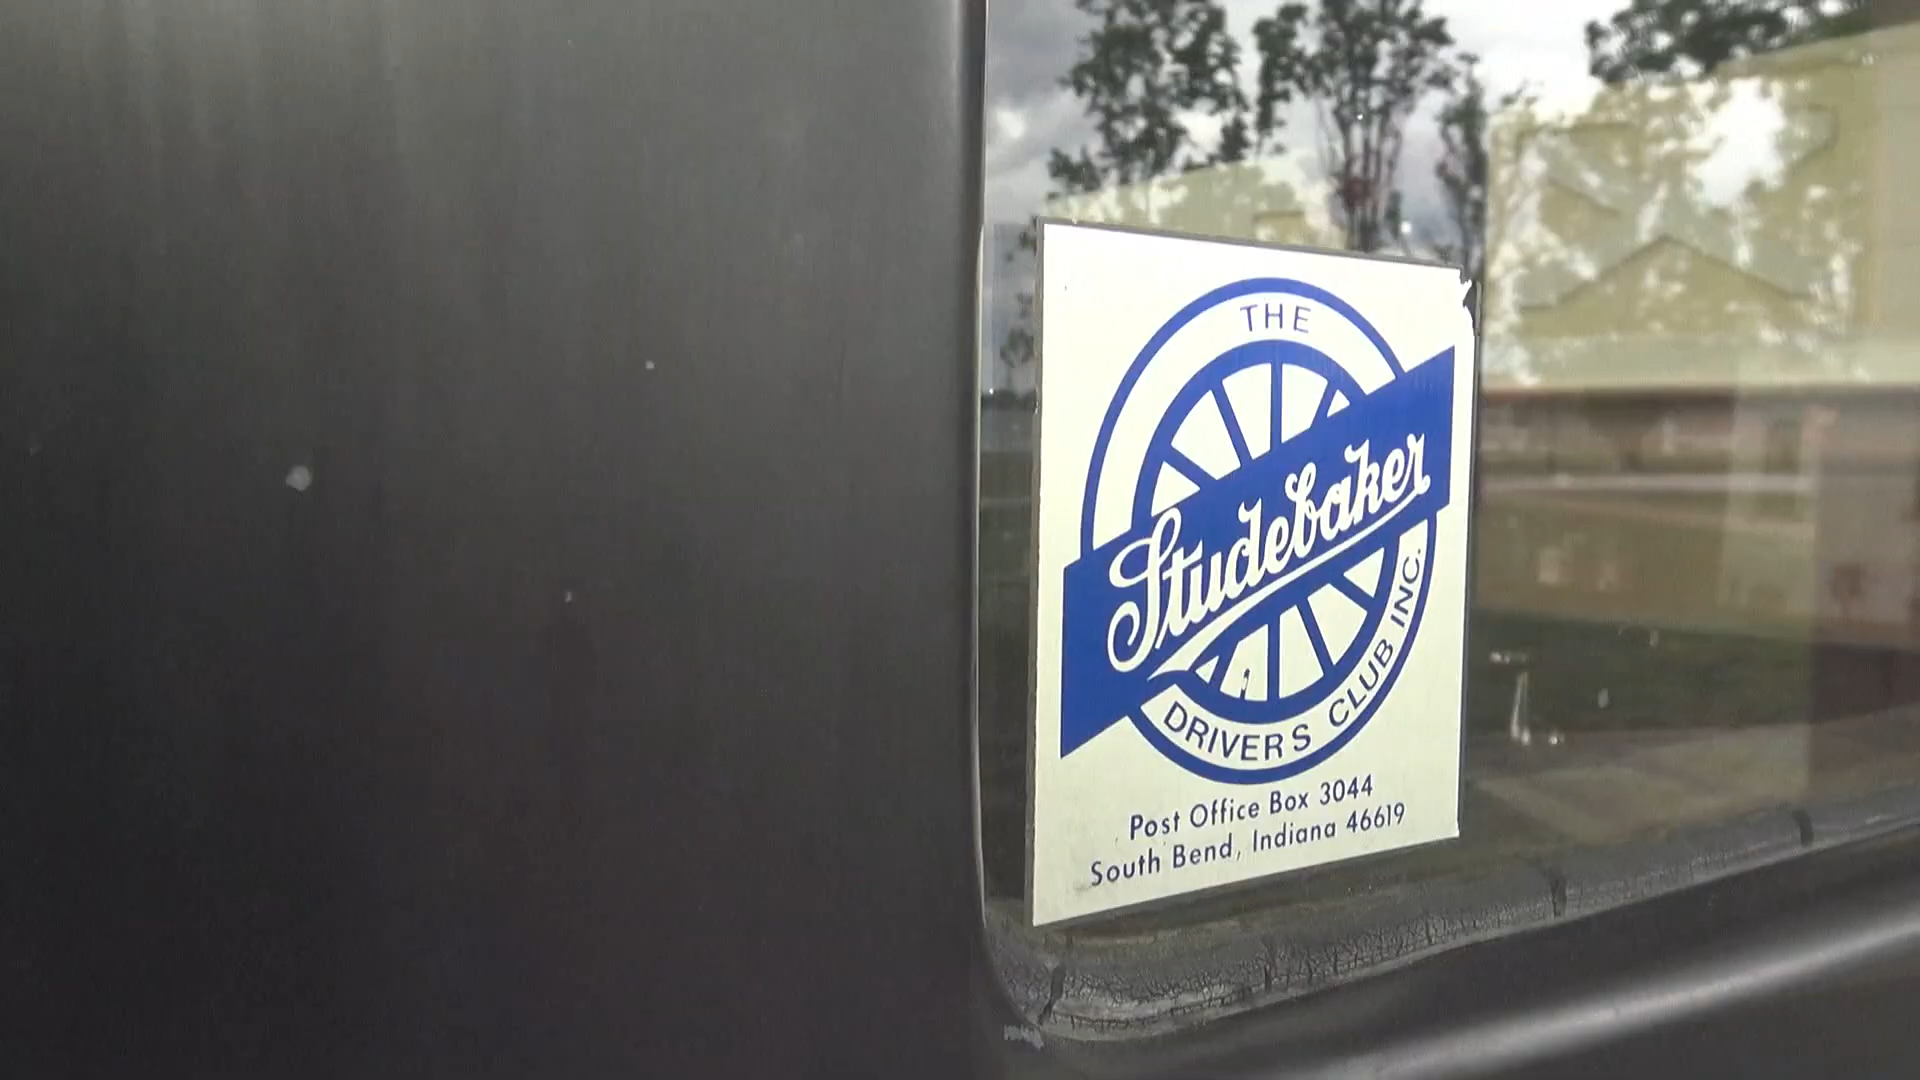 THE
Studebaker
DRIVERS CLUB INC.
Post Office Box 3044
South Bend, Indiana 46619